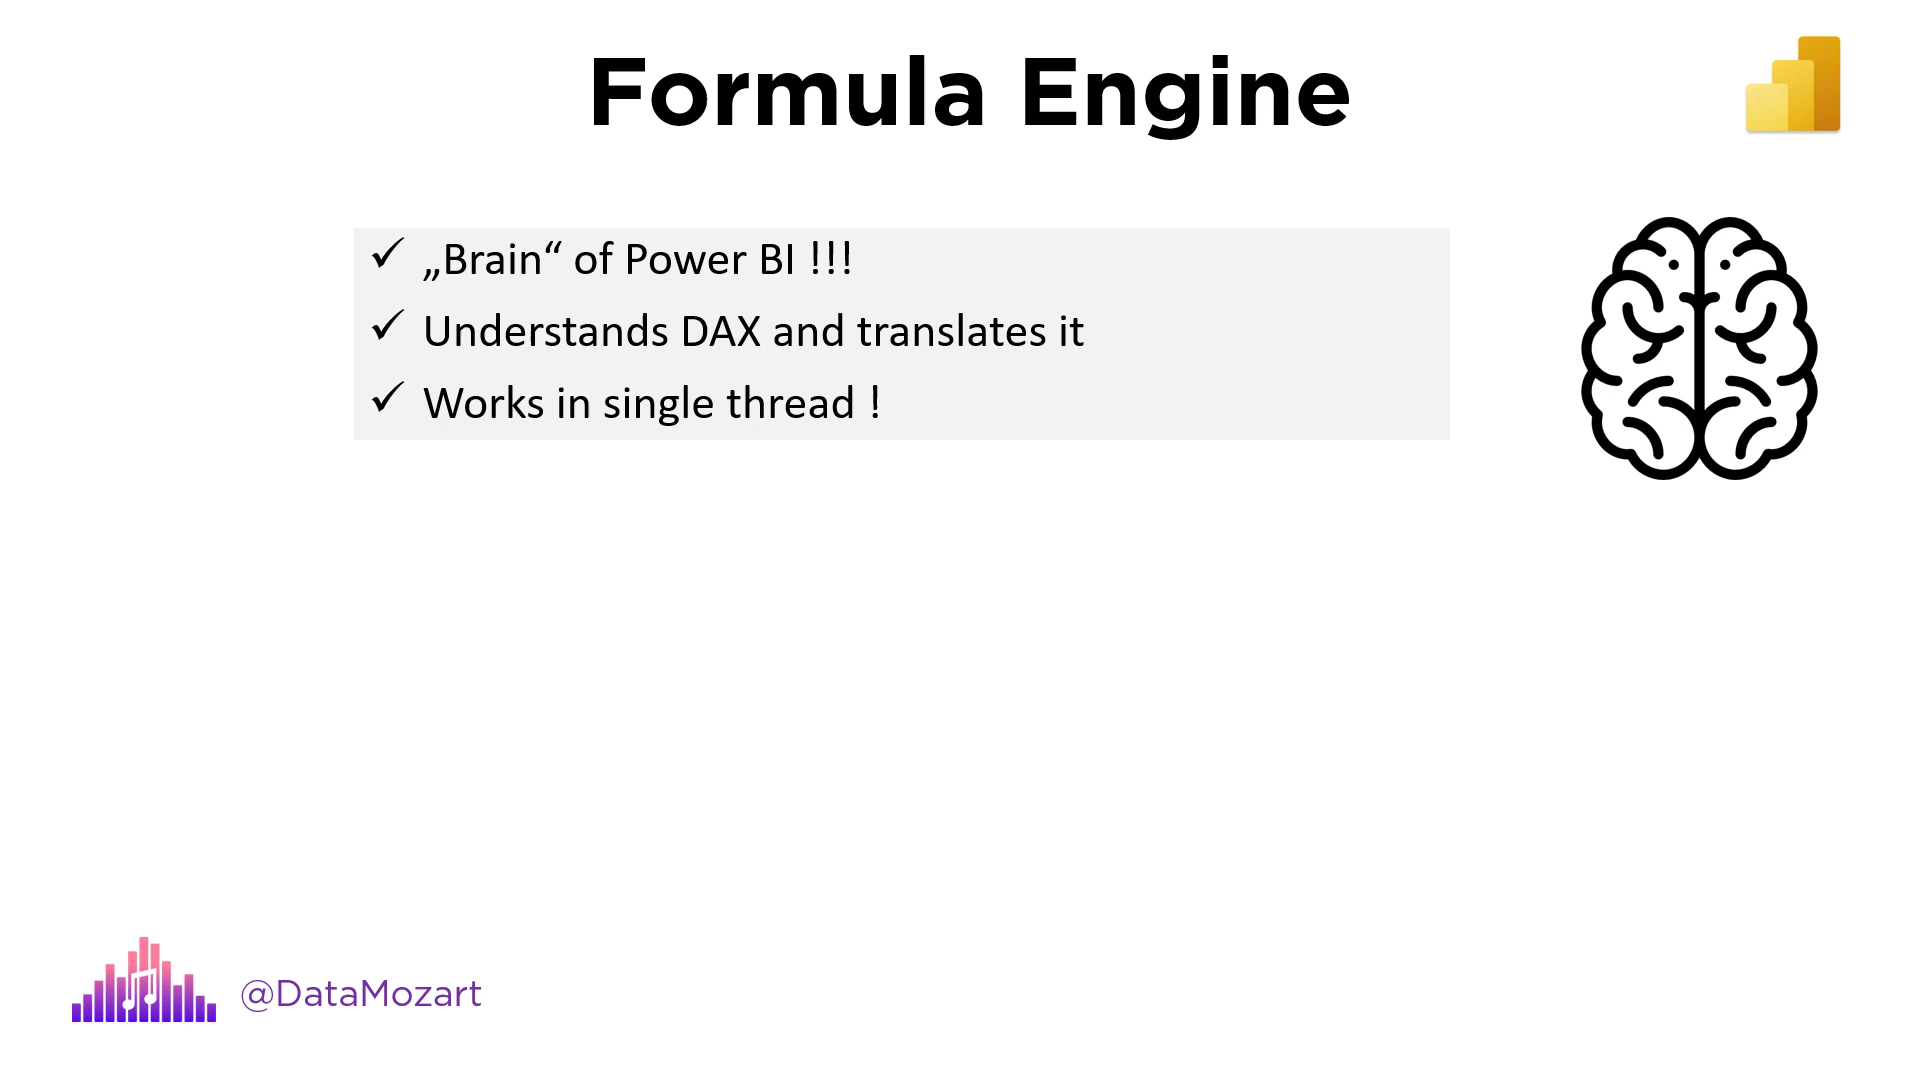 Formula Engine
✓ „Brain“ of Power BI !!!
✓ Understands DAX and translates it
✓ Works in single thread !
@DataMozart